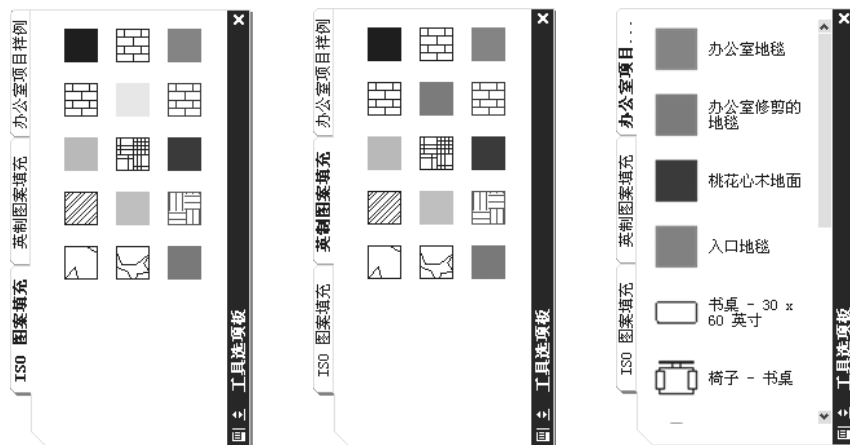 办公室项目样例
英制图案填充
ISO 图案填充
工具选项板
办公室项目样例
英制图案填充
ISO 图案填充
工具选项板
办公室项目...
英制图案填充
ISO 图案填充
办公室地毯
办公室修剪的
地毯
桃花心木地面
入口地毯
书桌 - 30 x
60 英寸
椅子 - 书桌
工具选项板